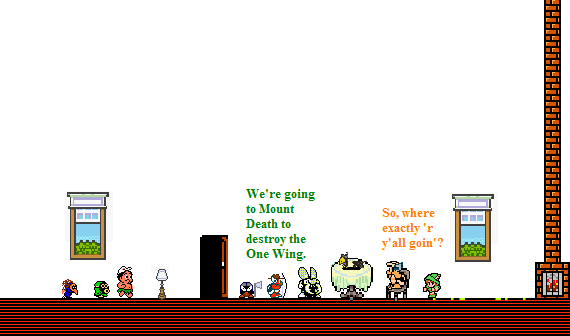 We're going
to Mount
Death to
destroy the
One Wing.
So, where
exactly 'r
y'all goin'?